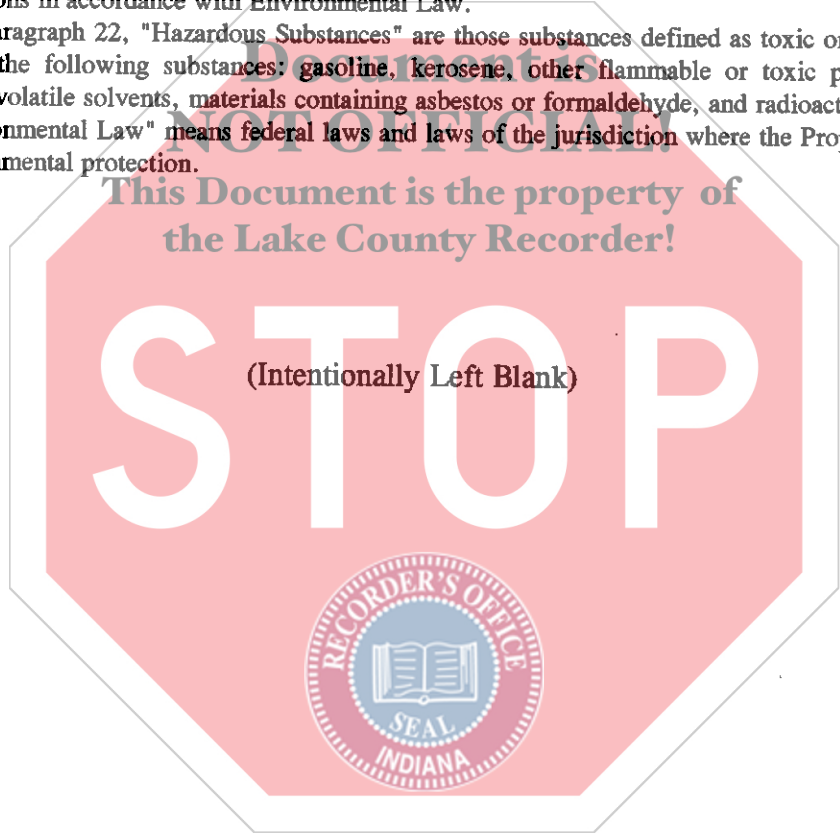 ons in accordance with Environmental Law.
aragraph 22, "Hazardous Substances" are those substances defined as toxic or
the following substances: gasoline, kerosene, other flammable or toxic p
volatile solvents, materials containing asbestos or formaldehyde, and radioact
onmental Law" means federal laws and laws of the jurisdiction where the Pro
nmental protection.
Document is
NOT OFFICIAL!
This Document is the property of
the Lake County Recorder!
(Intentionally Left Blank)
STOP
RECORDER'S OFFICE
SEAL
INDIANA